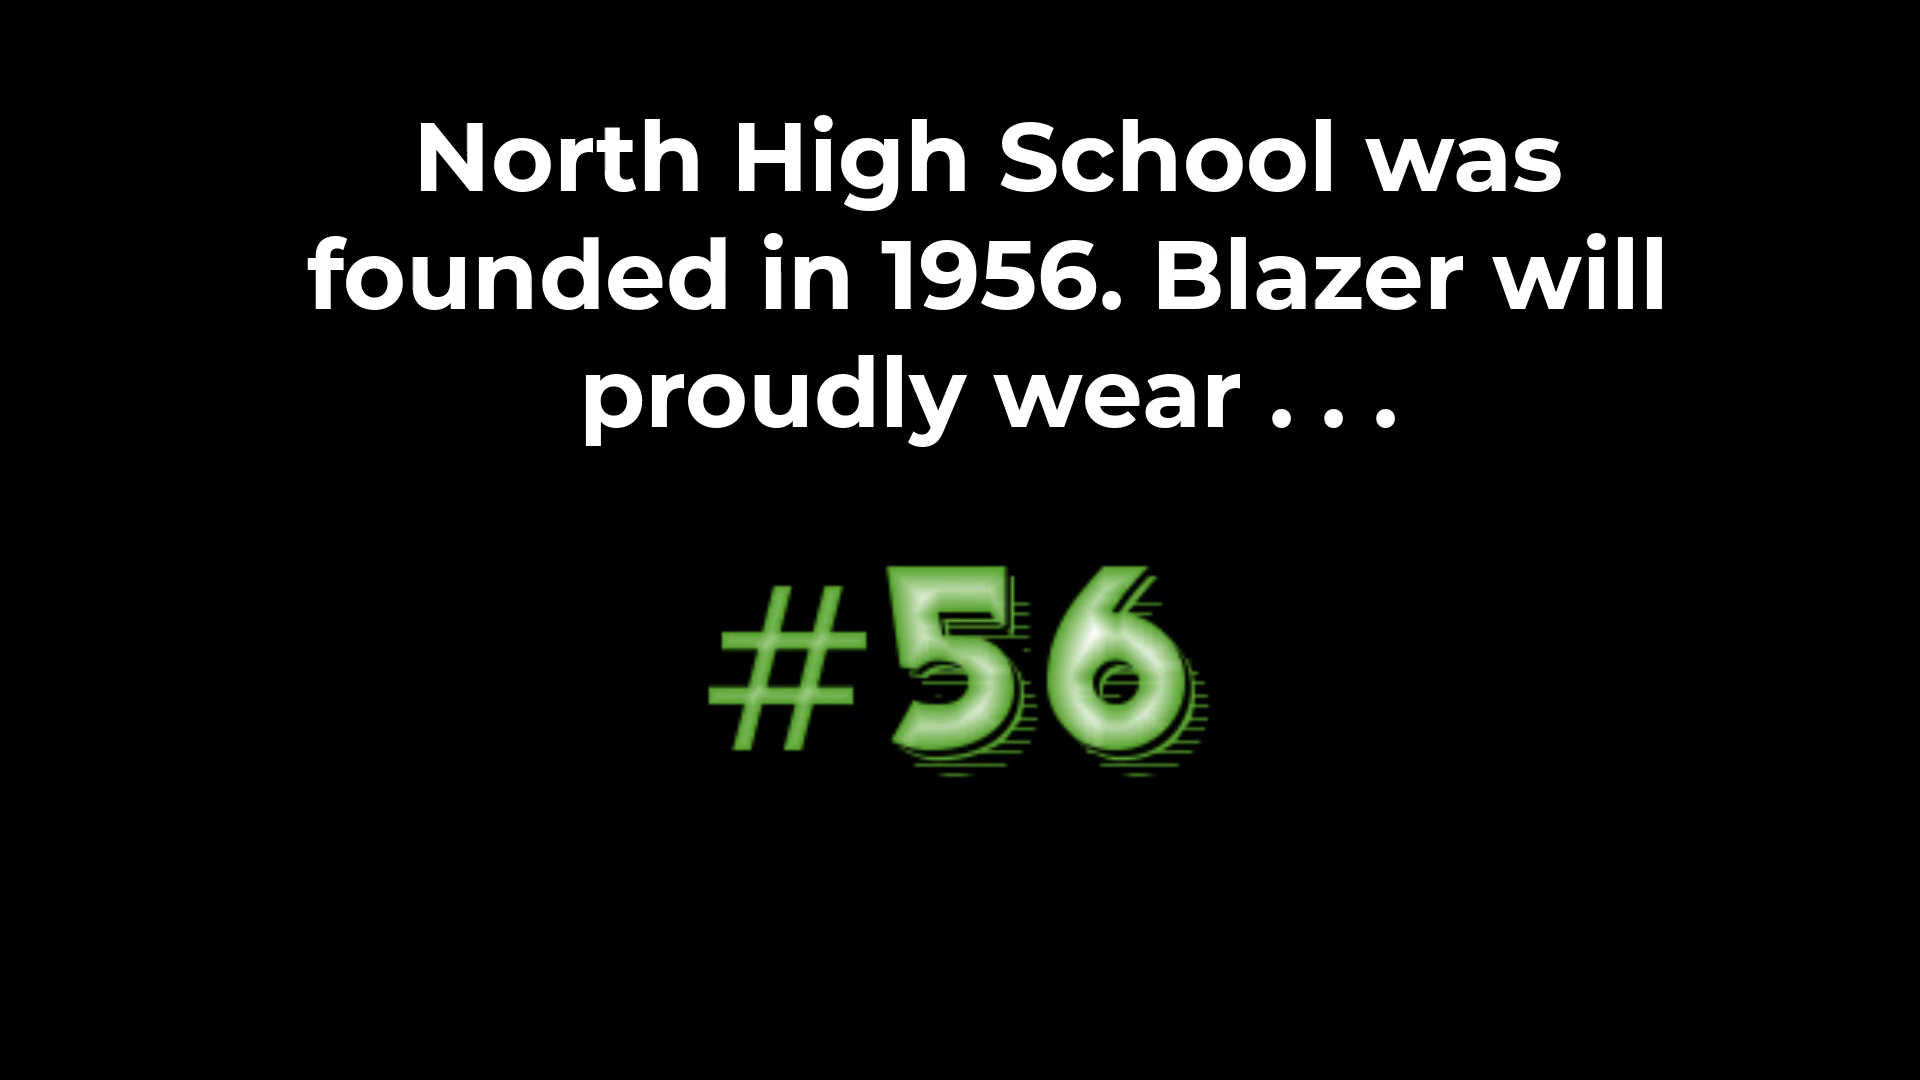 North High School was
founded in 1956. Blazer will
proudly wear . . .
#56